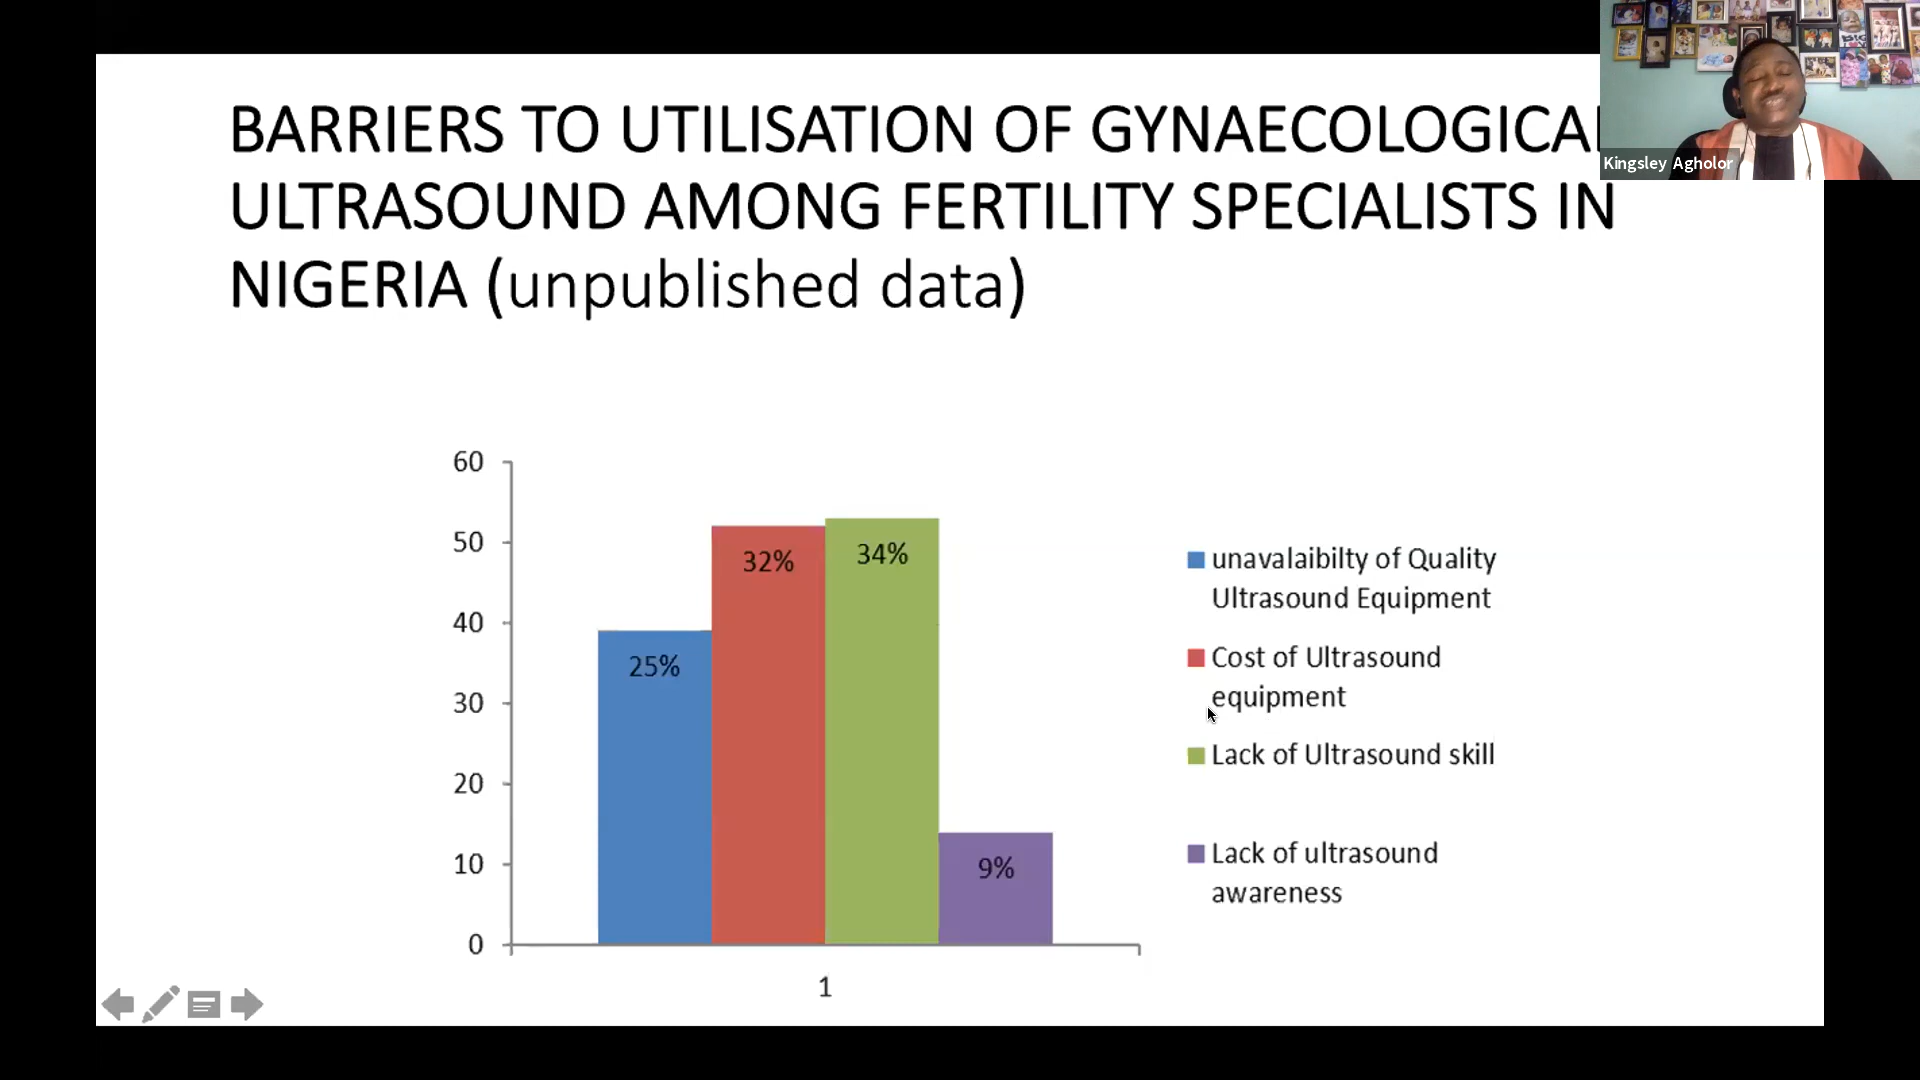 BARRIERS TO UTILISATION OF GYNAECOLOGICAL
ULTRASOUND AMONG FERTILITY SPECIALISTS IN
NIGERIA (unpublished data)
Kingsley Agholor
60
50
40
30
20
10
0
25%
32%
34%
9%
1
unavalaibilty of Quality
Ultrasound Equipment
Cost of Ultrasound
equipment
Lack of Ultrasound skill
Lack of ultrasound
awareness